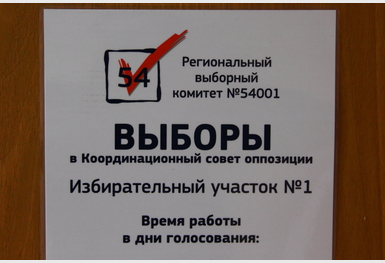 54
Региональный
выборный
комитет №54001
ВЫБОРЫ
в Координационный совет оппозиции
Избирательный участок №1
Время работы
в дни голосования: